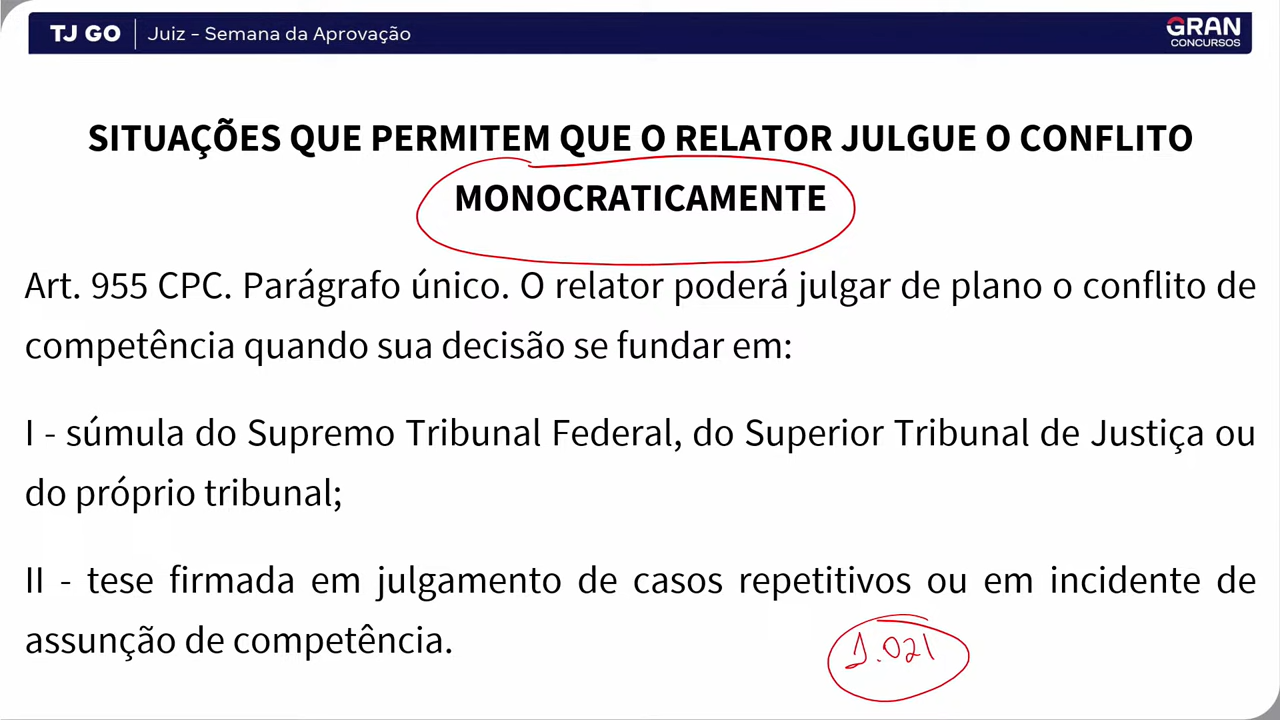 TJ GO | Juiz – Semana da Aprovação
GRAN
CONCURSOS
SITUAÇÕES QUE PERMITEM QUE O RELATOR JULGUE O CONFLITO
MONOCRATICAMENTE
Art. 955 CPC. Parágrafo único. O relator poderá julgar de plano o conflito de
competência quando sua decisão se fundar em:
I - súmula do Supremo Tribunal Federal, do Superior Tribunal de Justiça ou
do próprio tribunal;
II - tese firmada em julgamento de casos repetitivos ou em incidente de
assunção de competência.
1.021